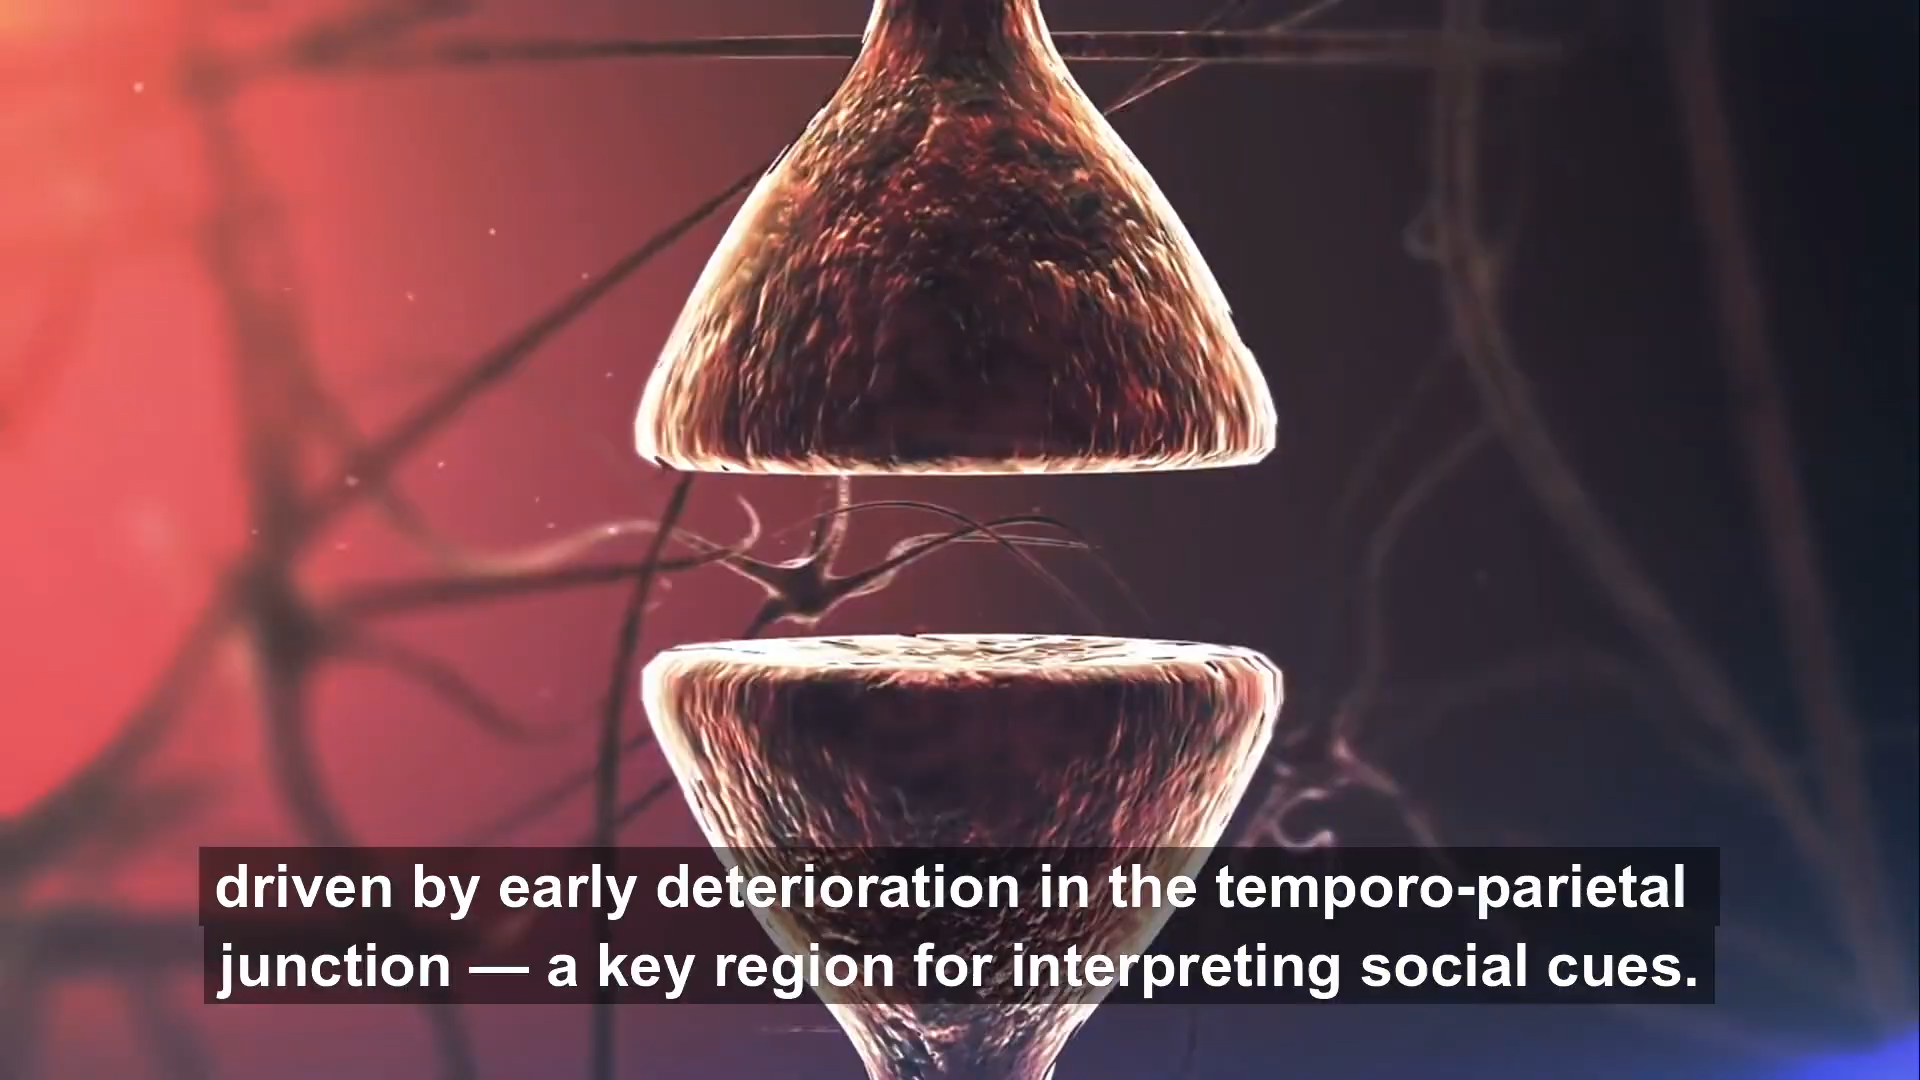 driven by early deterioration in the temporo-parietal
junction — a key region for interpreting social cues.